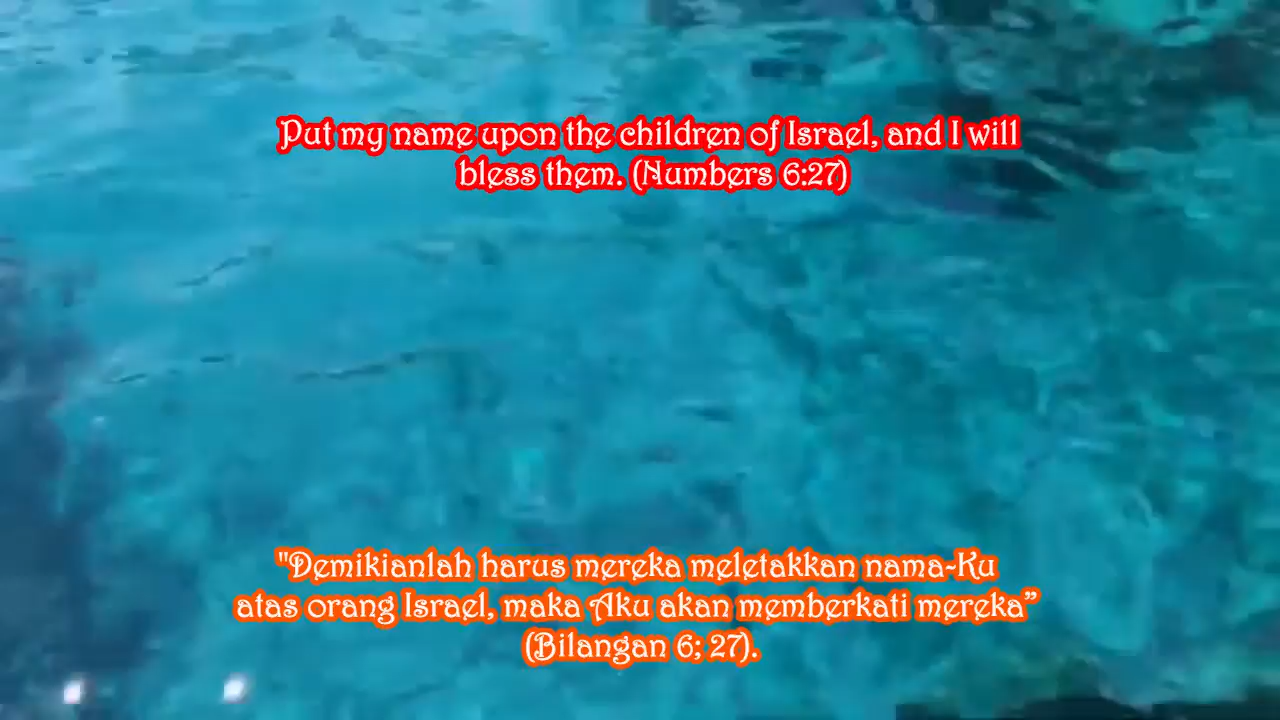 Put my name upon the children of Israel, and I will
bless them. (Numbers 6:27)
"Demikianlah harus mereka meletakkan nama-Ku
atas orang Israel, maka Aku akan memberkati mereka”
(Bilangan 6; 27).